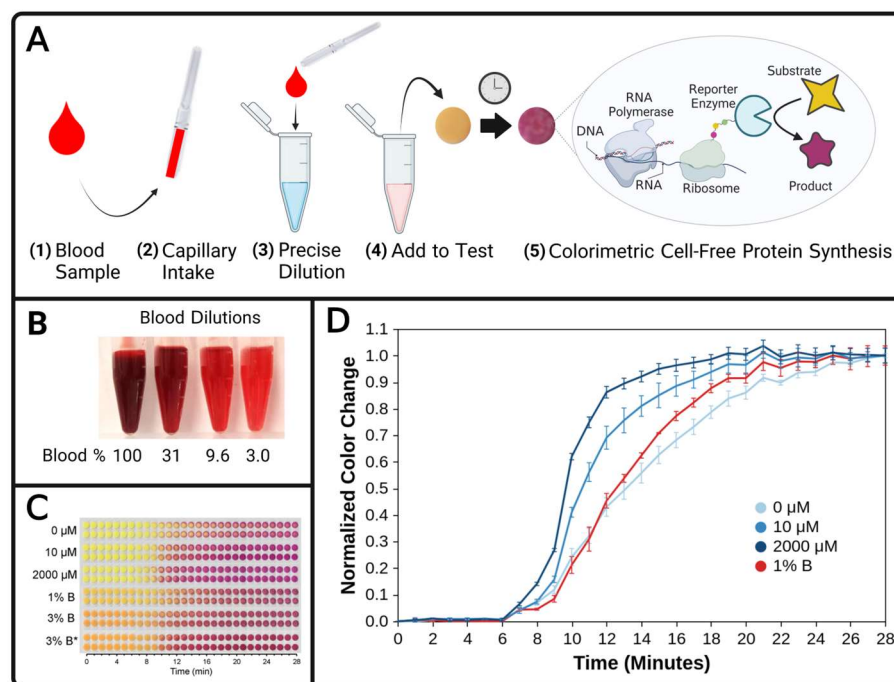 A
Substrate
Reporter
Enzyme
RNA
Polymerase
DNA
RNA
Ribosome
Product
(1) Blood
Sample
(2) Capillary
Intake
(3) Precise
Dilution
(4) Add to Test
(5) Colorimetric Cell-Free Protein Synthesis
B
Blood Dilutions
Blood % 100 31 9.6 3.0
C
0 μM
10 μM
2000 μM
1% B
3% B
3% B*
0 4 8 12 16 20 24 28
Time (min)
D
Normalized Color Change
1.1
1.0
0.9
0.8
0.7
0.6
0.5
0.4
0.3
0.2
0.1
0.0
0 μM
10 μM
2000 μM
1% B
0 2 4 6 8 10 12 14 16 18 20 22 24 26 28
Time (Minutes)